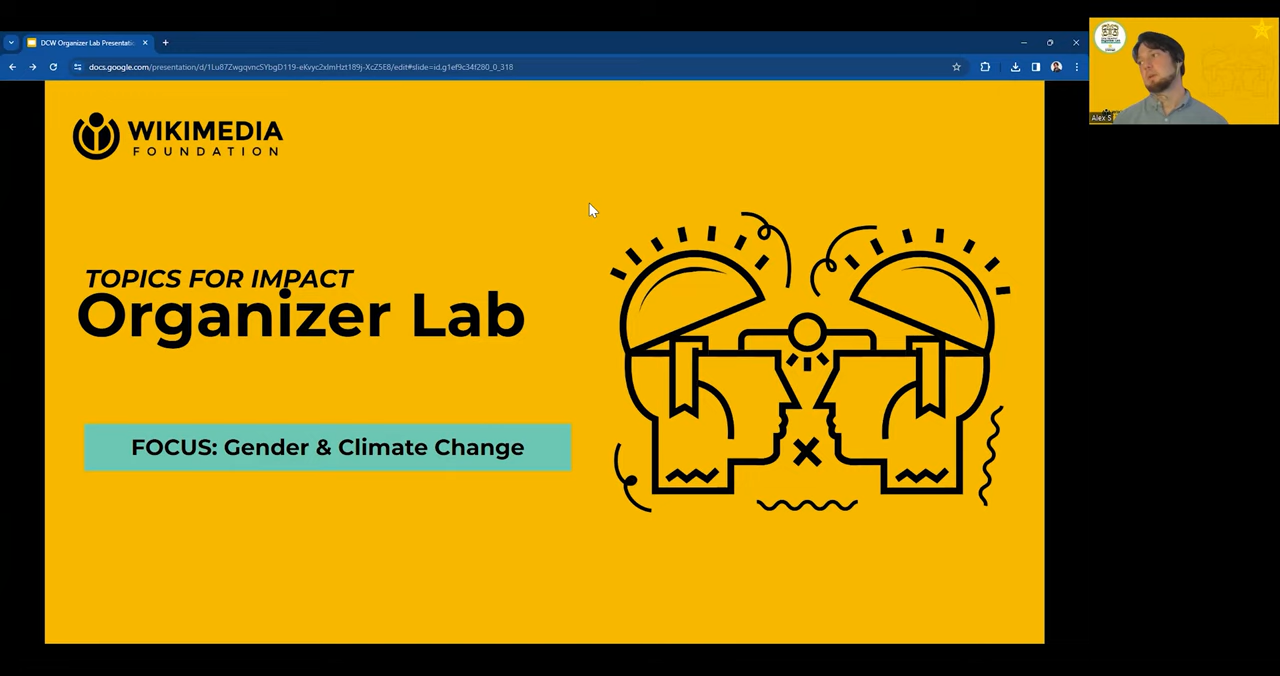 DCW Organizer Lab Presentatio
docs.google.com/presentation/d/1Lu87ZwgqvncSYbgD119-eKvyc2xlmHzt189j-XcZ5E8/edit#slide=id.g1ef9c34f280_0_318
WIKIMEDIA
FOUNDATION
TOPICS FOR IMPACT
Organizer Lab
FOCUS: Gender & Climate Change
Alex S